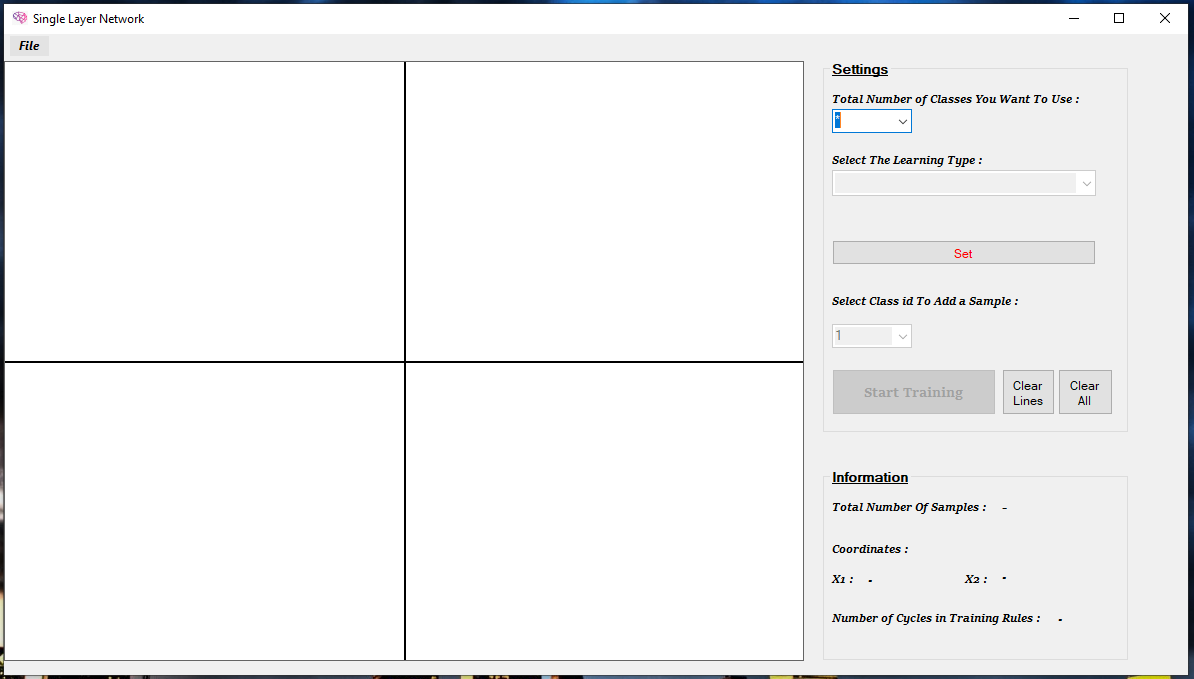 Single Layer Network
File
Settings
Total Number of Classes You Want To Use :
*
Select The Learning Type :
Set
Select Class id To Add a Sample :
1
Start Training
Clear Lines
Clear All
Information
Total Number Of Samples : -
Coordinates :
X1 : - X2 : -
Number of Cycles in Training Rules : -